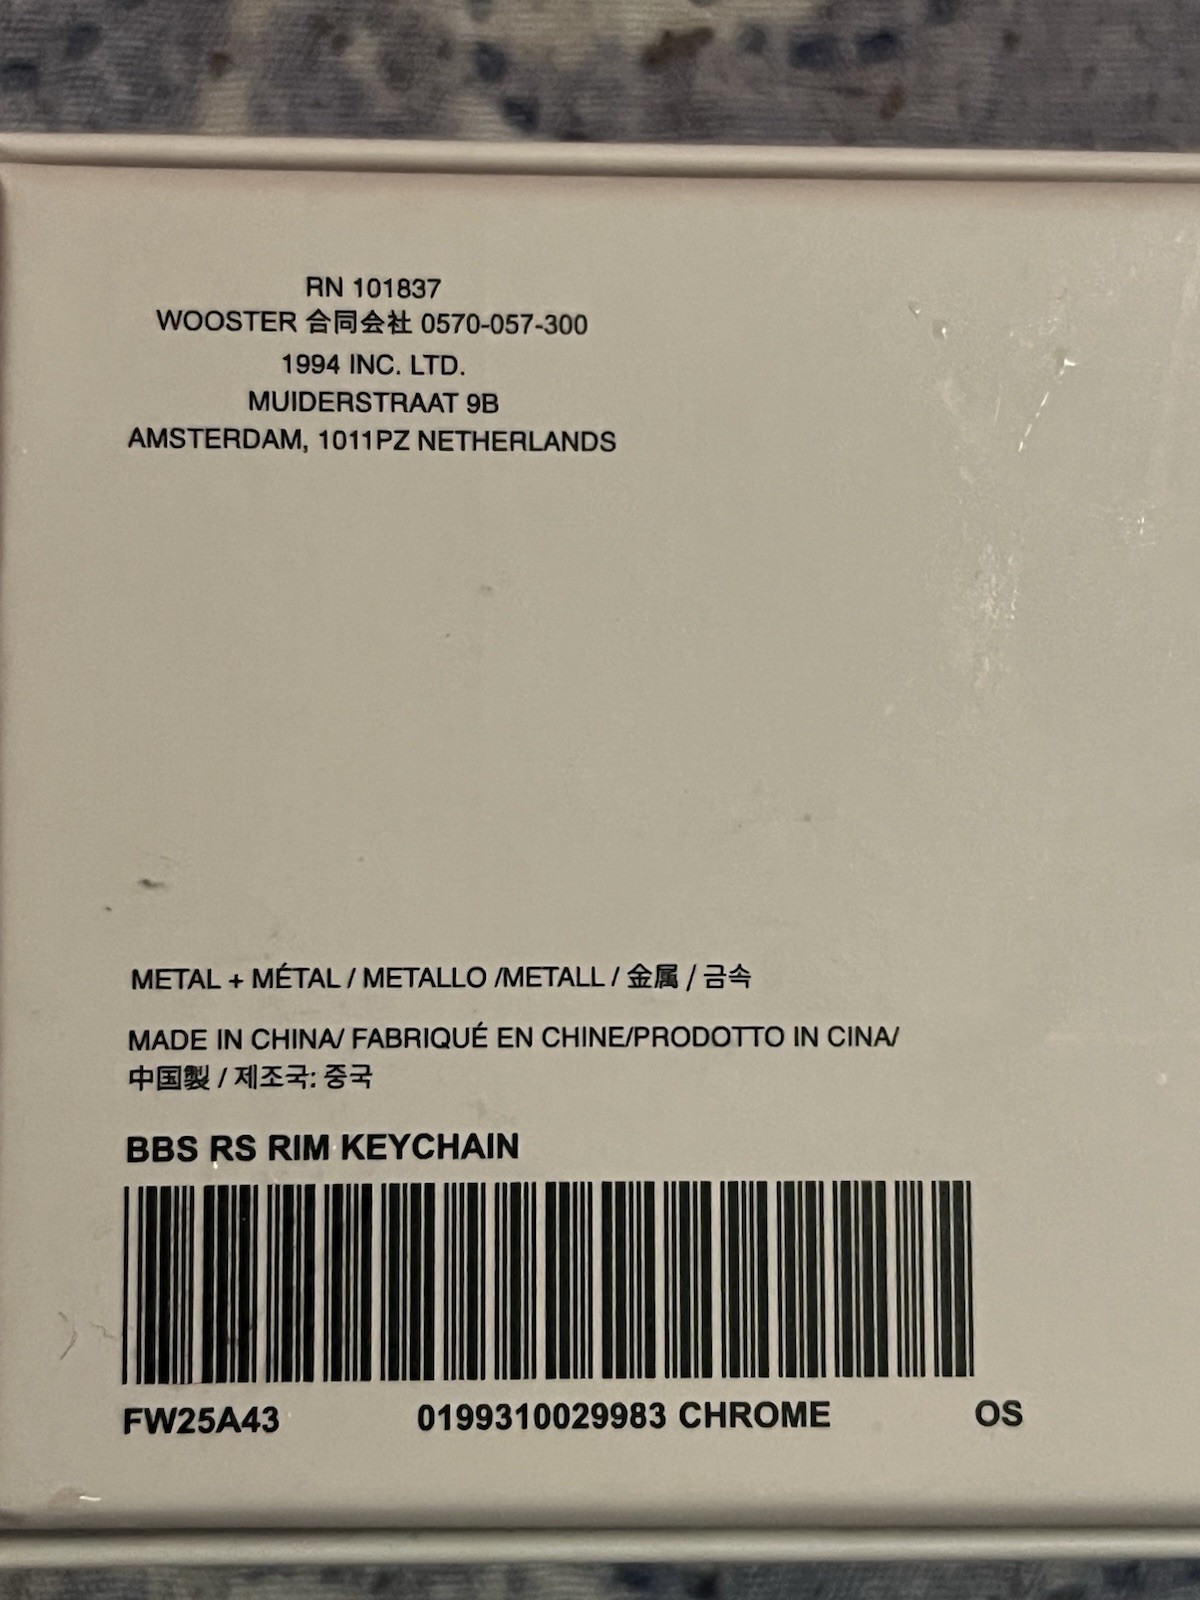 RN 101837
WOOSTER 合同会社 0570-057-300
1994 INC. LTD.
MUIDERSTRAAT 9B
AMSTERDAM, 1011PZ NETHERLANDS
METAL + MÉTAL / METALLO /METALL / 金属 / 금속
MADE IN CHINA/ FABRIQUÉ EN CHINE/PRODOTTO IN CINA/
中国製 / 제조국: 중국
BBS RS RIM KEYCHAIN
FW25A43 0199310029983 CHROME OS